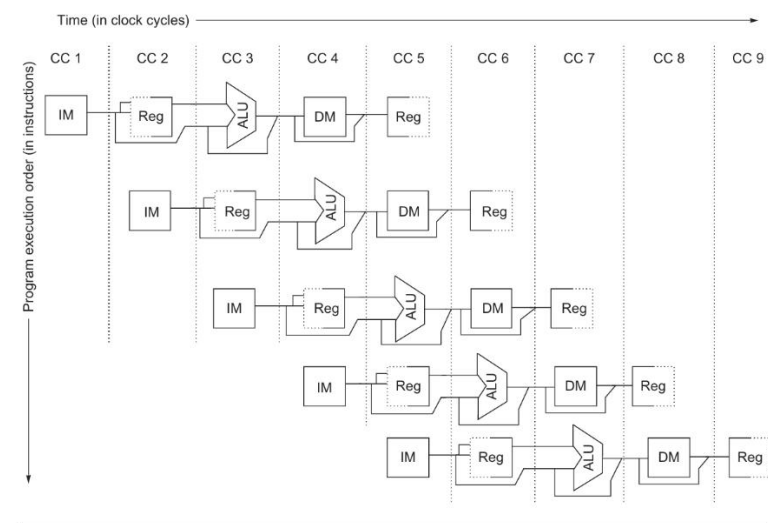 Time (in clock cycles)
CC 1 CC 2 CC 3 CC 4 CC 5 CC 6 CC 7 CC 8 CC 9
Program execution order (in instructions)
IM Reg ALU DM Reg
IM Reg ALU DM Reg
IM Reg ALU DM Reg
IM Reg ALU DM Reg
IM Reg ALU DM Reg